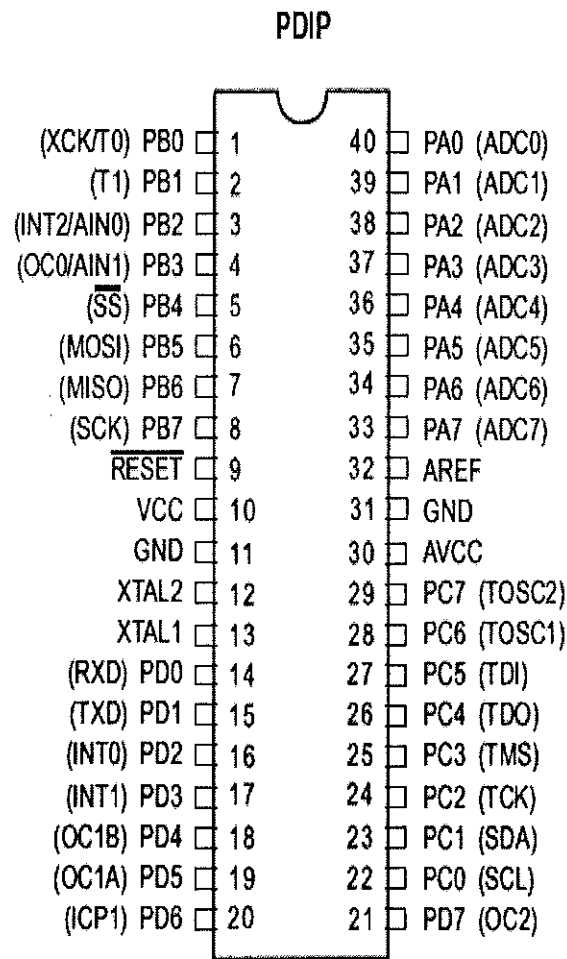 PDIP
(XCK/T0) PB0 1 40 PA0 (ADC0)
(T1) PB1 2 39 PA1 (ADC1)
(INT2/AIN0) PB2 3 38 PA2 (ADC2)
(OC0/AIN1) PB3 4 37 PA3 (ADC3)
(SS) PB4 5 36 PA4 (ADC4)
(MOSI) PB5 6 35 PA5 (ADC5)
(MISO) PB6 7 34 PA6 (ADC6)
(SCK) PB7 8 33 PA7 (ADC7)
RESET 9 32 AREF
VCC 10 31 GND
GND 11 30 AVCC
XTAL2 12 29 PC7 (TOSC2)
XTAL1 13 28 PC6 (TOSC1)
(RXD) PD0 14 27 PC5 (TDI)
(TXD) PD1 15 26 PC4 (TDO)
(INT0) PD2 16 25 PC3 (TMS)
(INT1) PD3 17 24 PC2 (TCK)
(OC1B) PD4 18 23 PC1 (SDA)
(OC1A) PD5 19 22 PC0 (SCL)
(ICP1) PD6 20 21 PD7 (OC2)